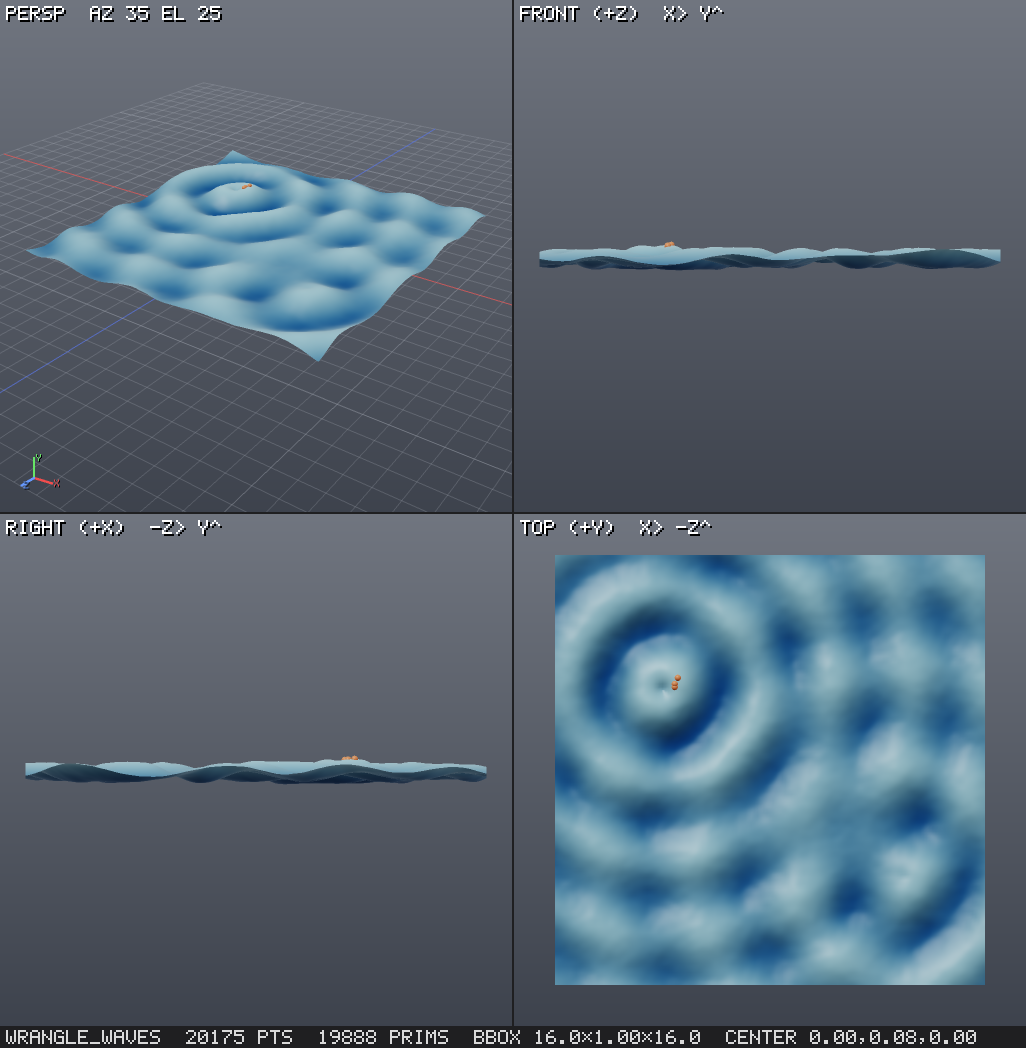 PERSP  AZ 35 EL 25
FRONT (+Z)  X> Y^
Y
X
Z
RIGHT (+X)  -Z> Y^
TOP (+Y)  X> -Z^
WRANGLE_WAVES  20175 PTS  19888 PRIMS  BBOX 16.0×1.00×16.0  CENTER 0.00,0.08,0.00